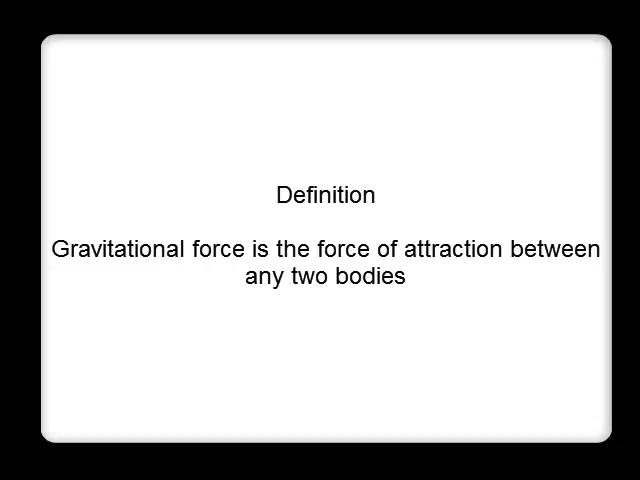 Definition
Gravitational force is the force of attraction between
any two bodies